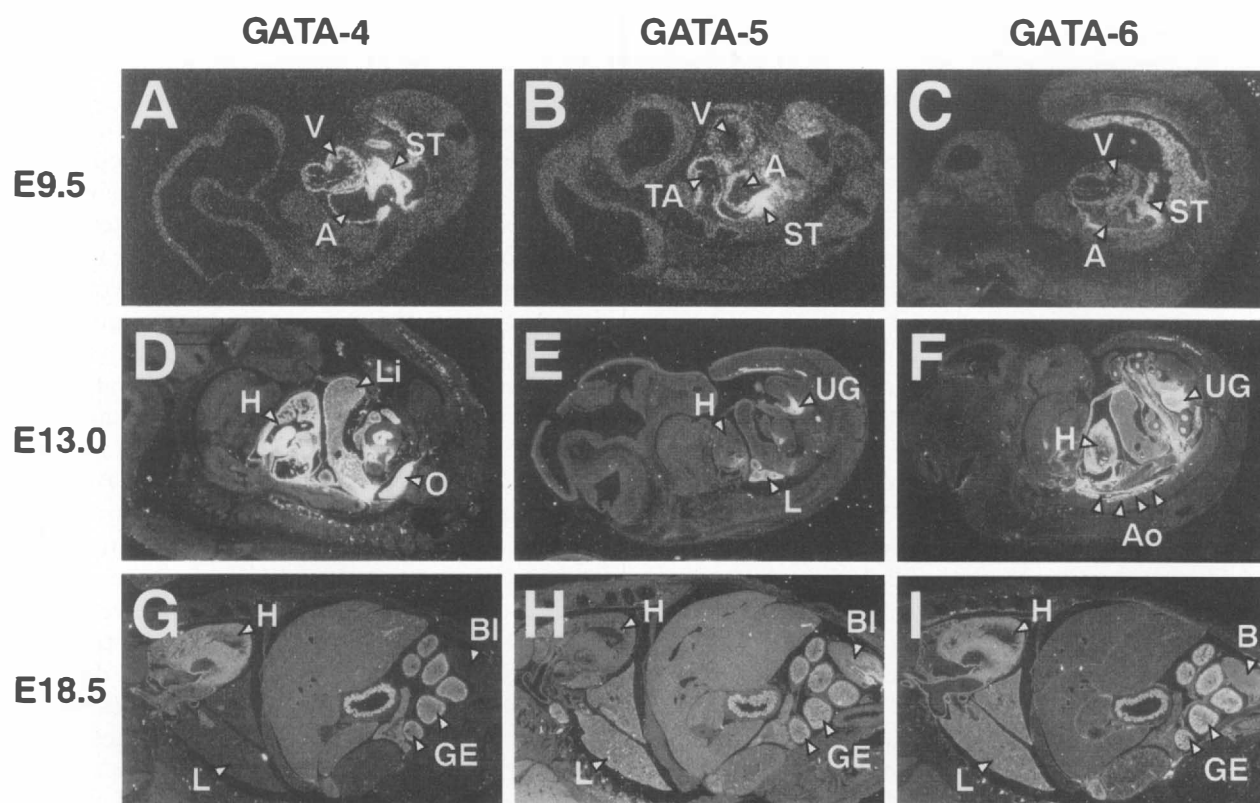 GATA-4 GATA-5 GATA-6
E9.5
A V ST A
B V A TA ST
C V ST A
E13.0
D H Li O
E H UG L
F H UG Ao
E18.5
G H Bl L GE
H H Bl L GE
I H B L GE